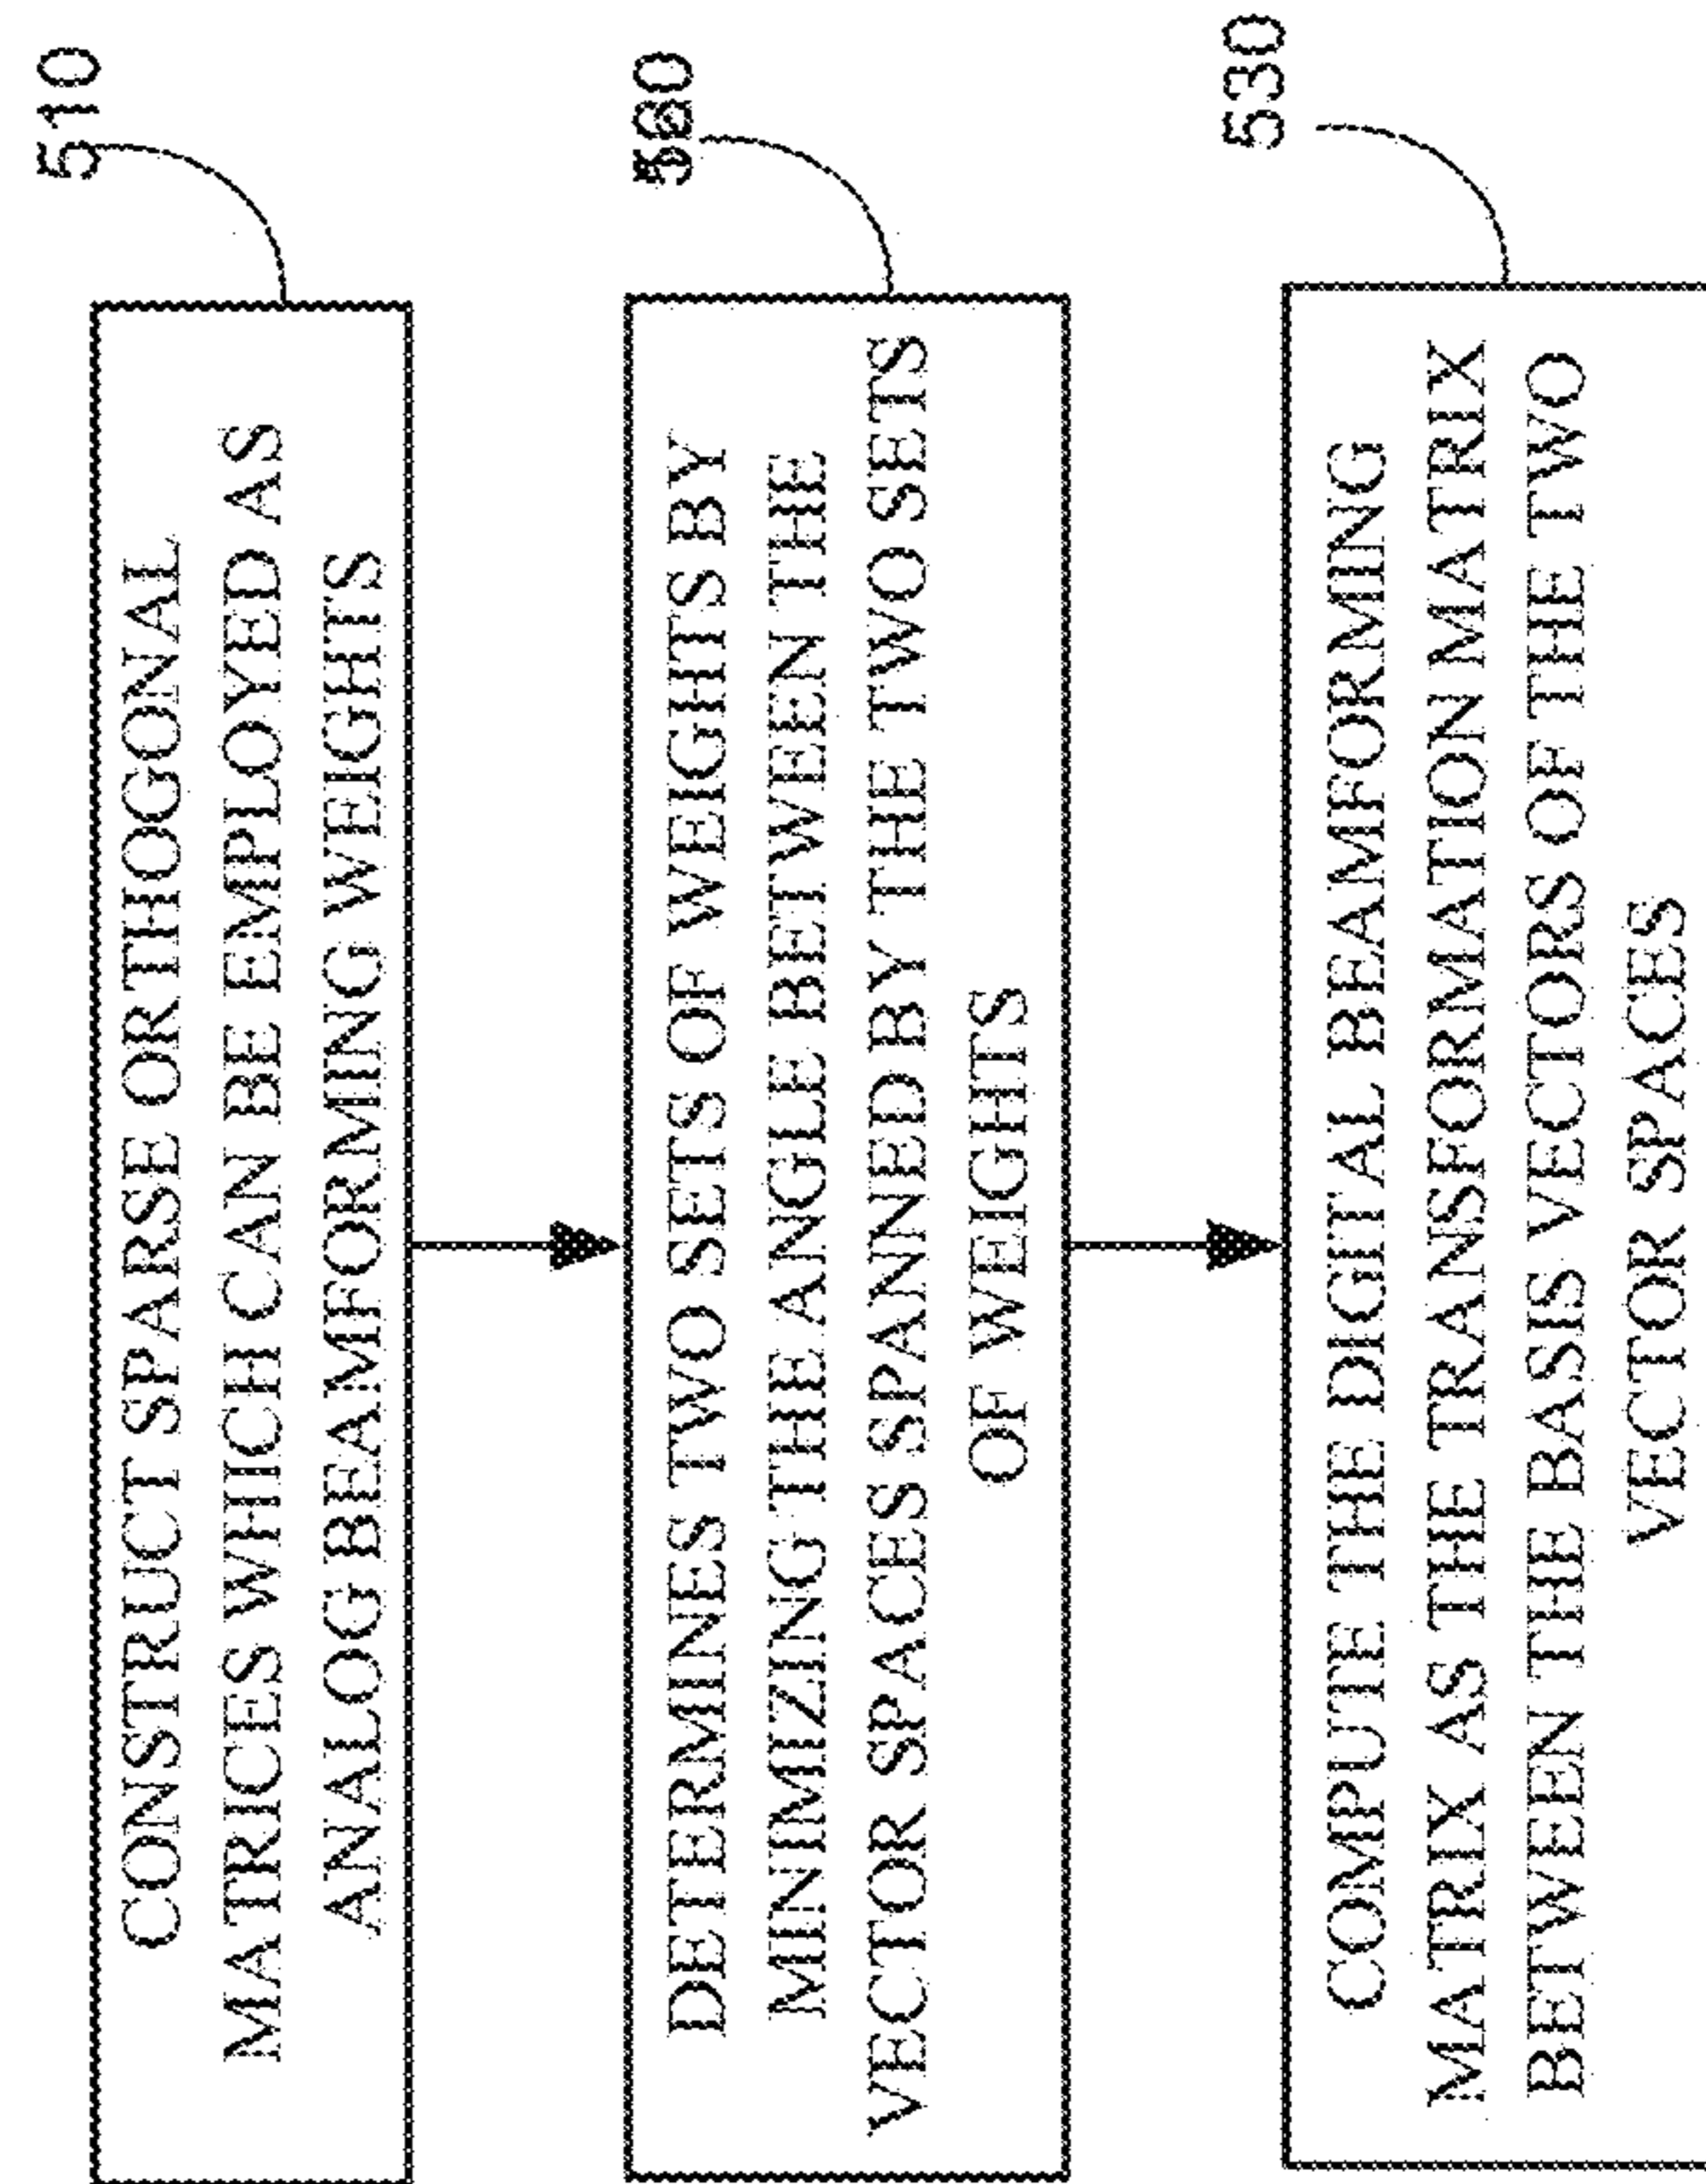 510
CONSTRUCT SPARSE ORTHOGONAL
MATRICES WHICH CAN BE EMPLOYED AS
ANALOG BEAMFORMING WEIGHTS
DETERMINES TWO SETS OF WEIGHTS BY
MINIMIZING THE ANGLE BETWEEN THE
VECTOR SPACES SPANNED BY THE TWO SETS
OF WEIGHTS
530
COMPUTE THE DIGITAL BEAMFORMING
MATRIX AS THE TRANSFORMATION MATRIX
BETWEEN THE BASIS VECTORS OF THE TWO
VECTOR SPACES